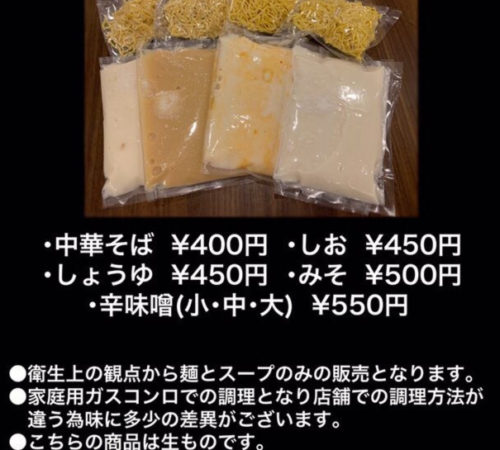 ・中華そば ¥400円 ・しお ¥450円
・しょうゆ ¥450円 ・みそ ¥500円
・辛味噌(小・中・大) ¥550円
●衛生上の観点から麺とスープのみの販売となります。
●家庭用ガスコンロでの調理となり店舗での調理方法が
違う為味に多少の差異がございます。
●こちらの商品は生ものです。